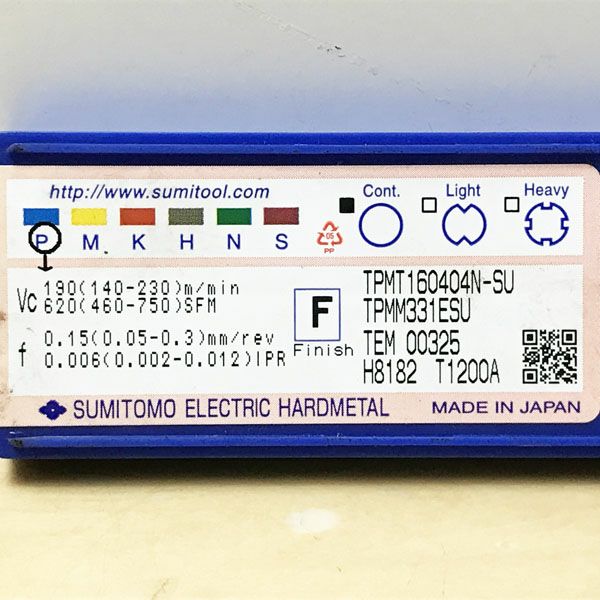 http://www.sumitool.com
Cont. Light Heavy
P M K H N S
05
PP
Vc 190(140-230)m/min
620(460-750)SFM
f 0.15(0.05-0.3)mm/rev
0.006(0.002-0.012)IPR
F
Finish
TPMT160404N-SU
TPMM331ESU
TEM 00325
H8182 T1200A
SUMITOMO ELECTRIC HARDMETAL
MADE IN JAPAN